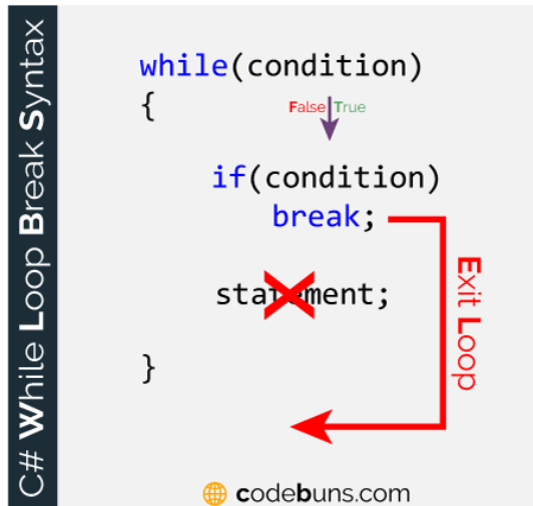 C# While Loop Break Syntax
while(condition)
{
False True
if(condition)
break;
Exit Loop
statement;
}
codebuns.com